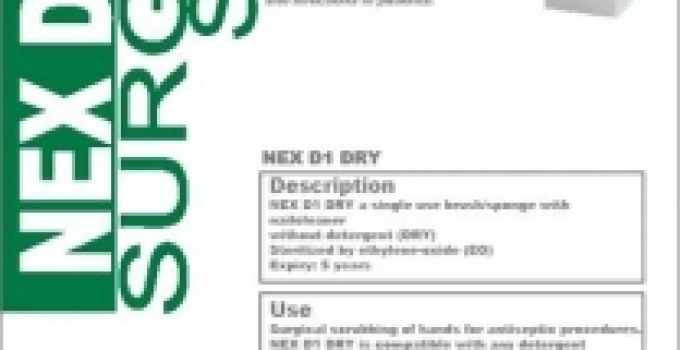 NEX D
SURG
S
NEX D1 DRY
Description
NEX D1 DRY a single use brush/sponge with
nailcleaner
without detergent (DRY)
Sterilized by ethylene-oxide (EO)
Expiry: 5 years
Use
Surgical scrubbing of hands for antiseptic procedures.
NEX D1 DRY is compatible with any detergent